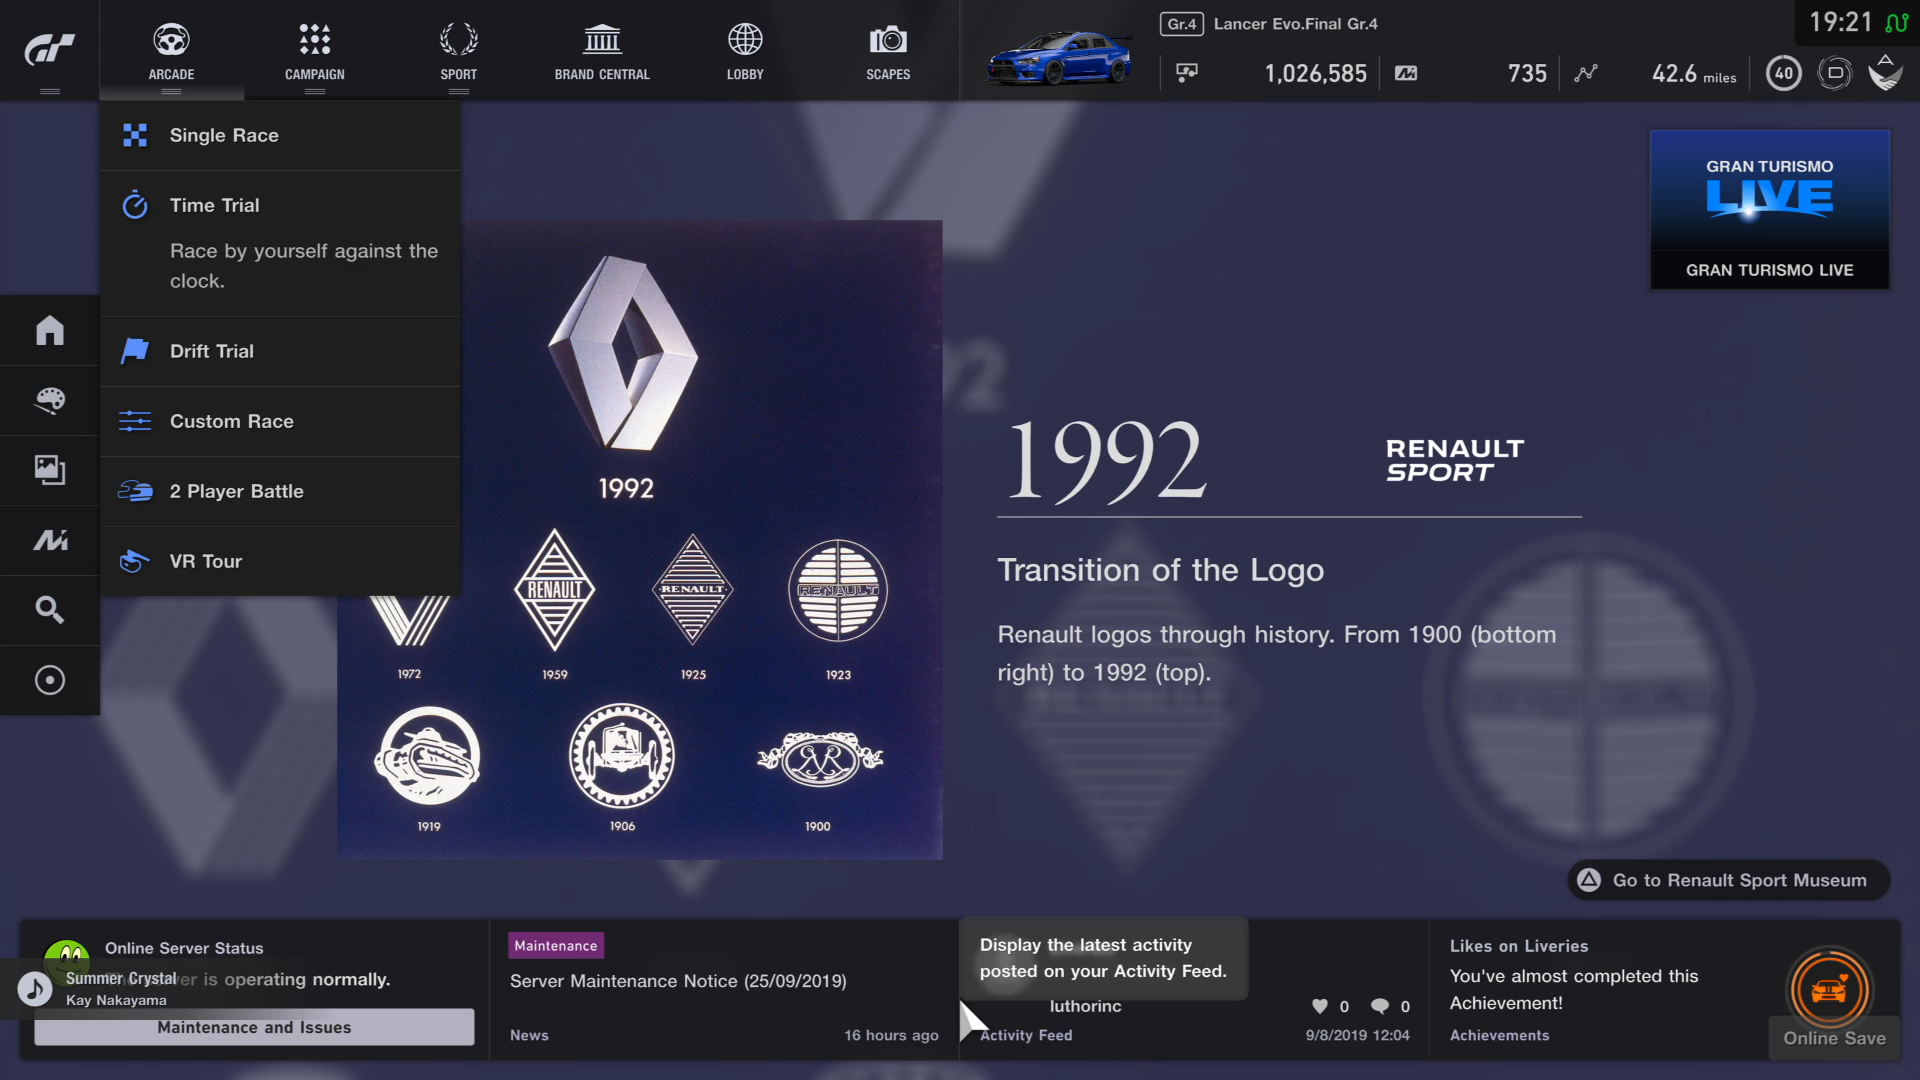 ARCADE
CAMPAIGN
SPORT
BRAND CENTRAL
LOBBY
SCAPES
Gr.4 Lancer Evo.Final Gr.4
1,026,585
735
42.6 miles
40
19:21
Single Race
Time Trial
Race by yourself against the
clock.
Drift Trial
Custom Race
2 Player Battle
VR Tour
GRAN TURISMO
LIVE
GRAN TURISMO LIVE
1992
RENAULT
RENAULT
RENAULT
1972
1959
1925
1923
1919
1906
1900
1992
RENAULT
SPORT
Transition of the Logo
Renault logos through history. From 1900 (bottom
right) to 1992 (top).
Go to Renault Sport Museum
Online Server Status
The server is operating normally.
Summer Crystal
Kay Nakayama
Maintenance and Issues
Maintenance
Server Maintenance Notice (25/09/2019)
News
16 hours ago
Display the latest activity
posted on your Activity Feed.
luthorinc
0
0
Activity Feed
9/8/2019 12:04
Likes on Liveries
You've almost completed this
Achievement!
Achievements
Online Save